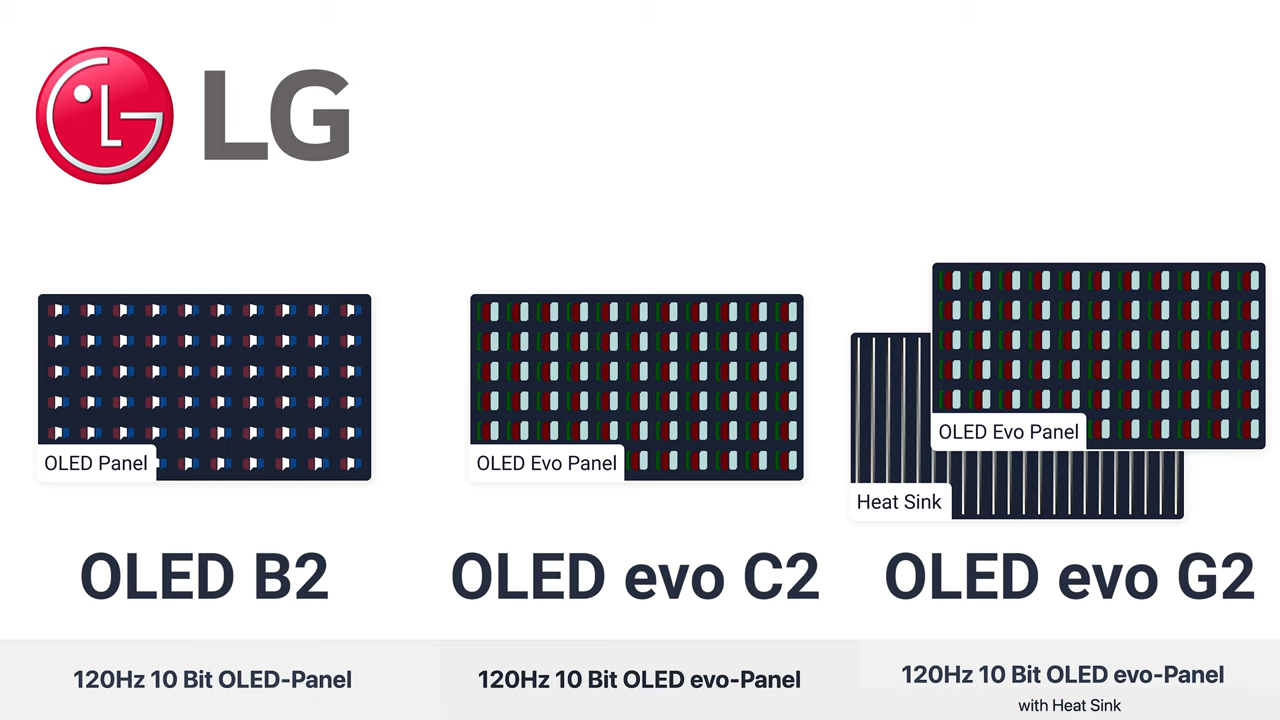 LG
OLED Panel
OLED Evo Panel
OLED Evo Panel
Heat Sink
OLED B2
OLED evo C2
OLED evo G2
120Hz 10 Bit OLED-Panel
120Hz 10 Bit OLED evo-Panel
120Hz 10 Bit OLED evo-Panel
with Heat Sink